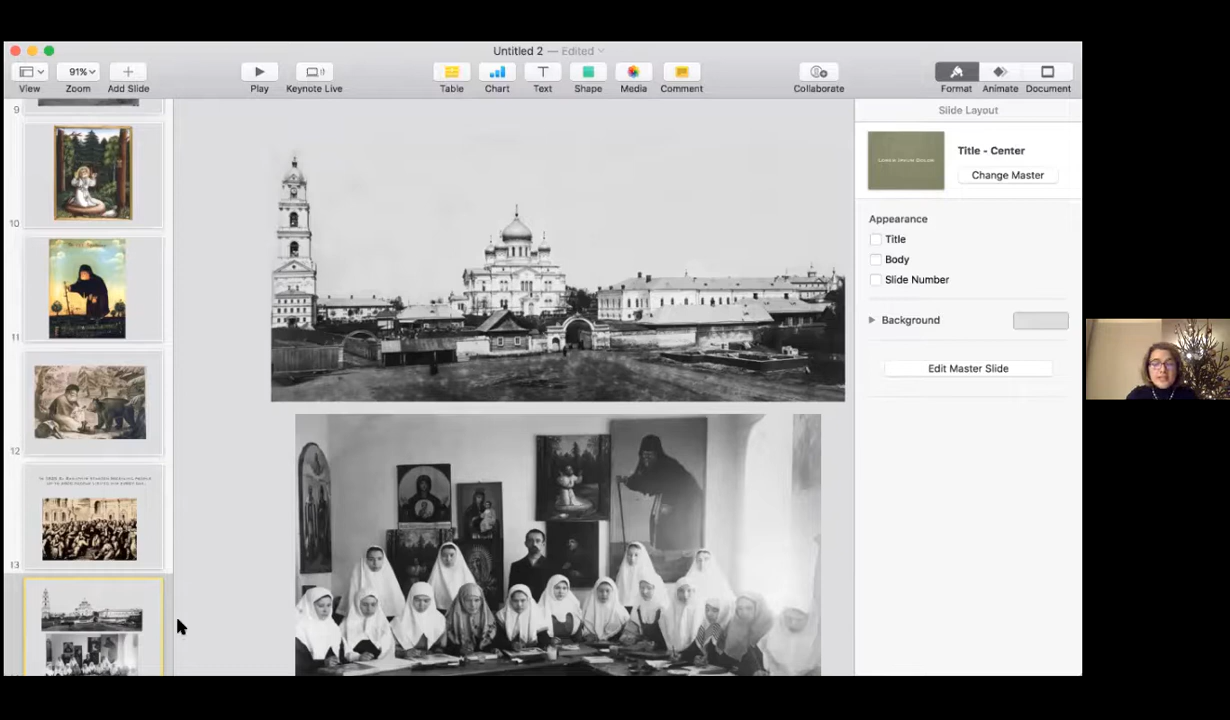 Untitled 2 — Edited
91%
View
Zoom
Add Slide
Play
Keynote Live
Table
Chart
Text
Shape
Media
Comment
Collaborate
Format
Animate
Document
Slide Layout
Title - Center
Change Master
Appearance
Title
Body
Slide Number
Background
Edit Master Slide
9
10
11
12
13